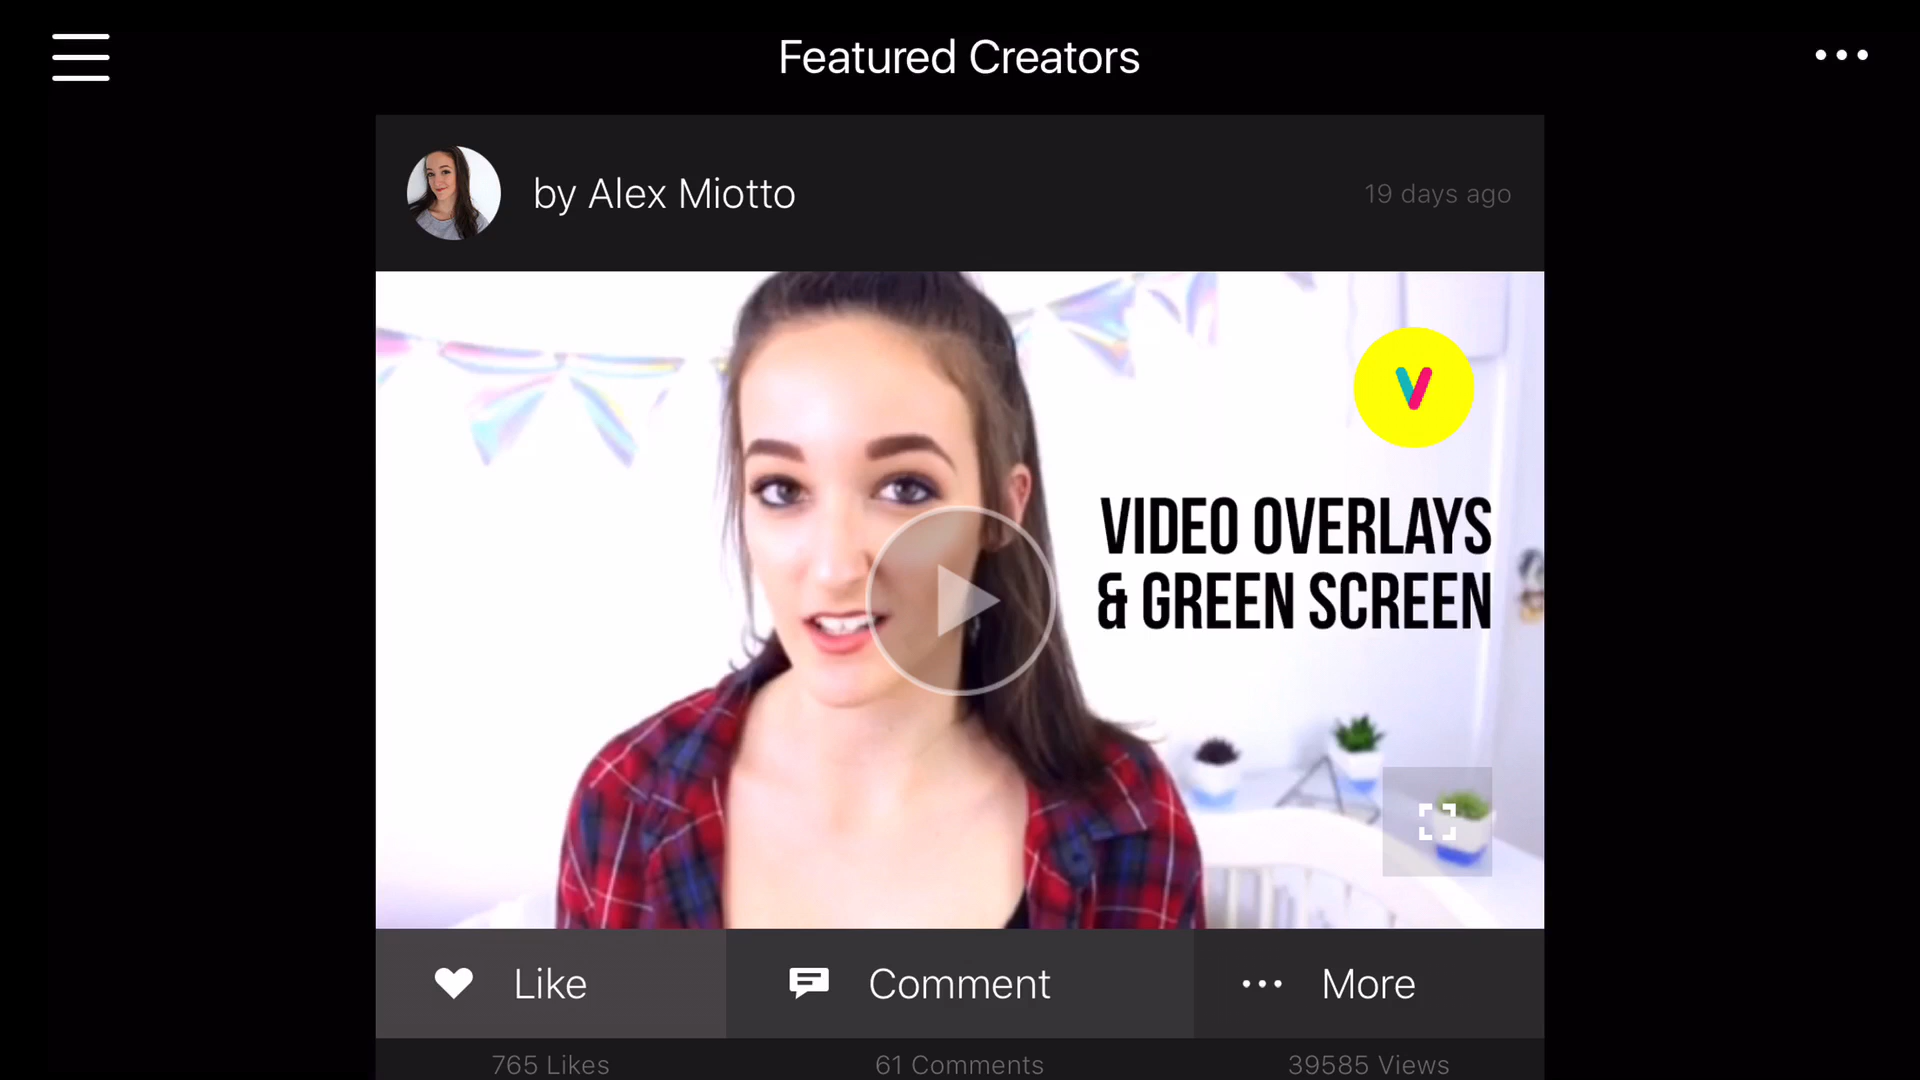 Featured Creators
by Alex Miotto
19 days ago
V
VIDEO OVERLAYS
& GREEN SCREEN
Like
Comment
More
765 Likes
61 Comments
39585 Views